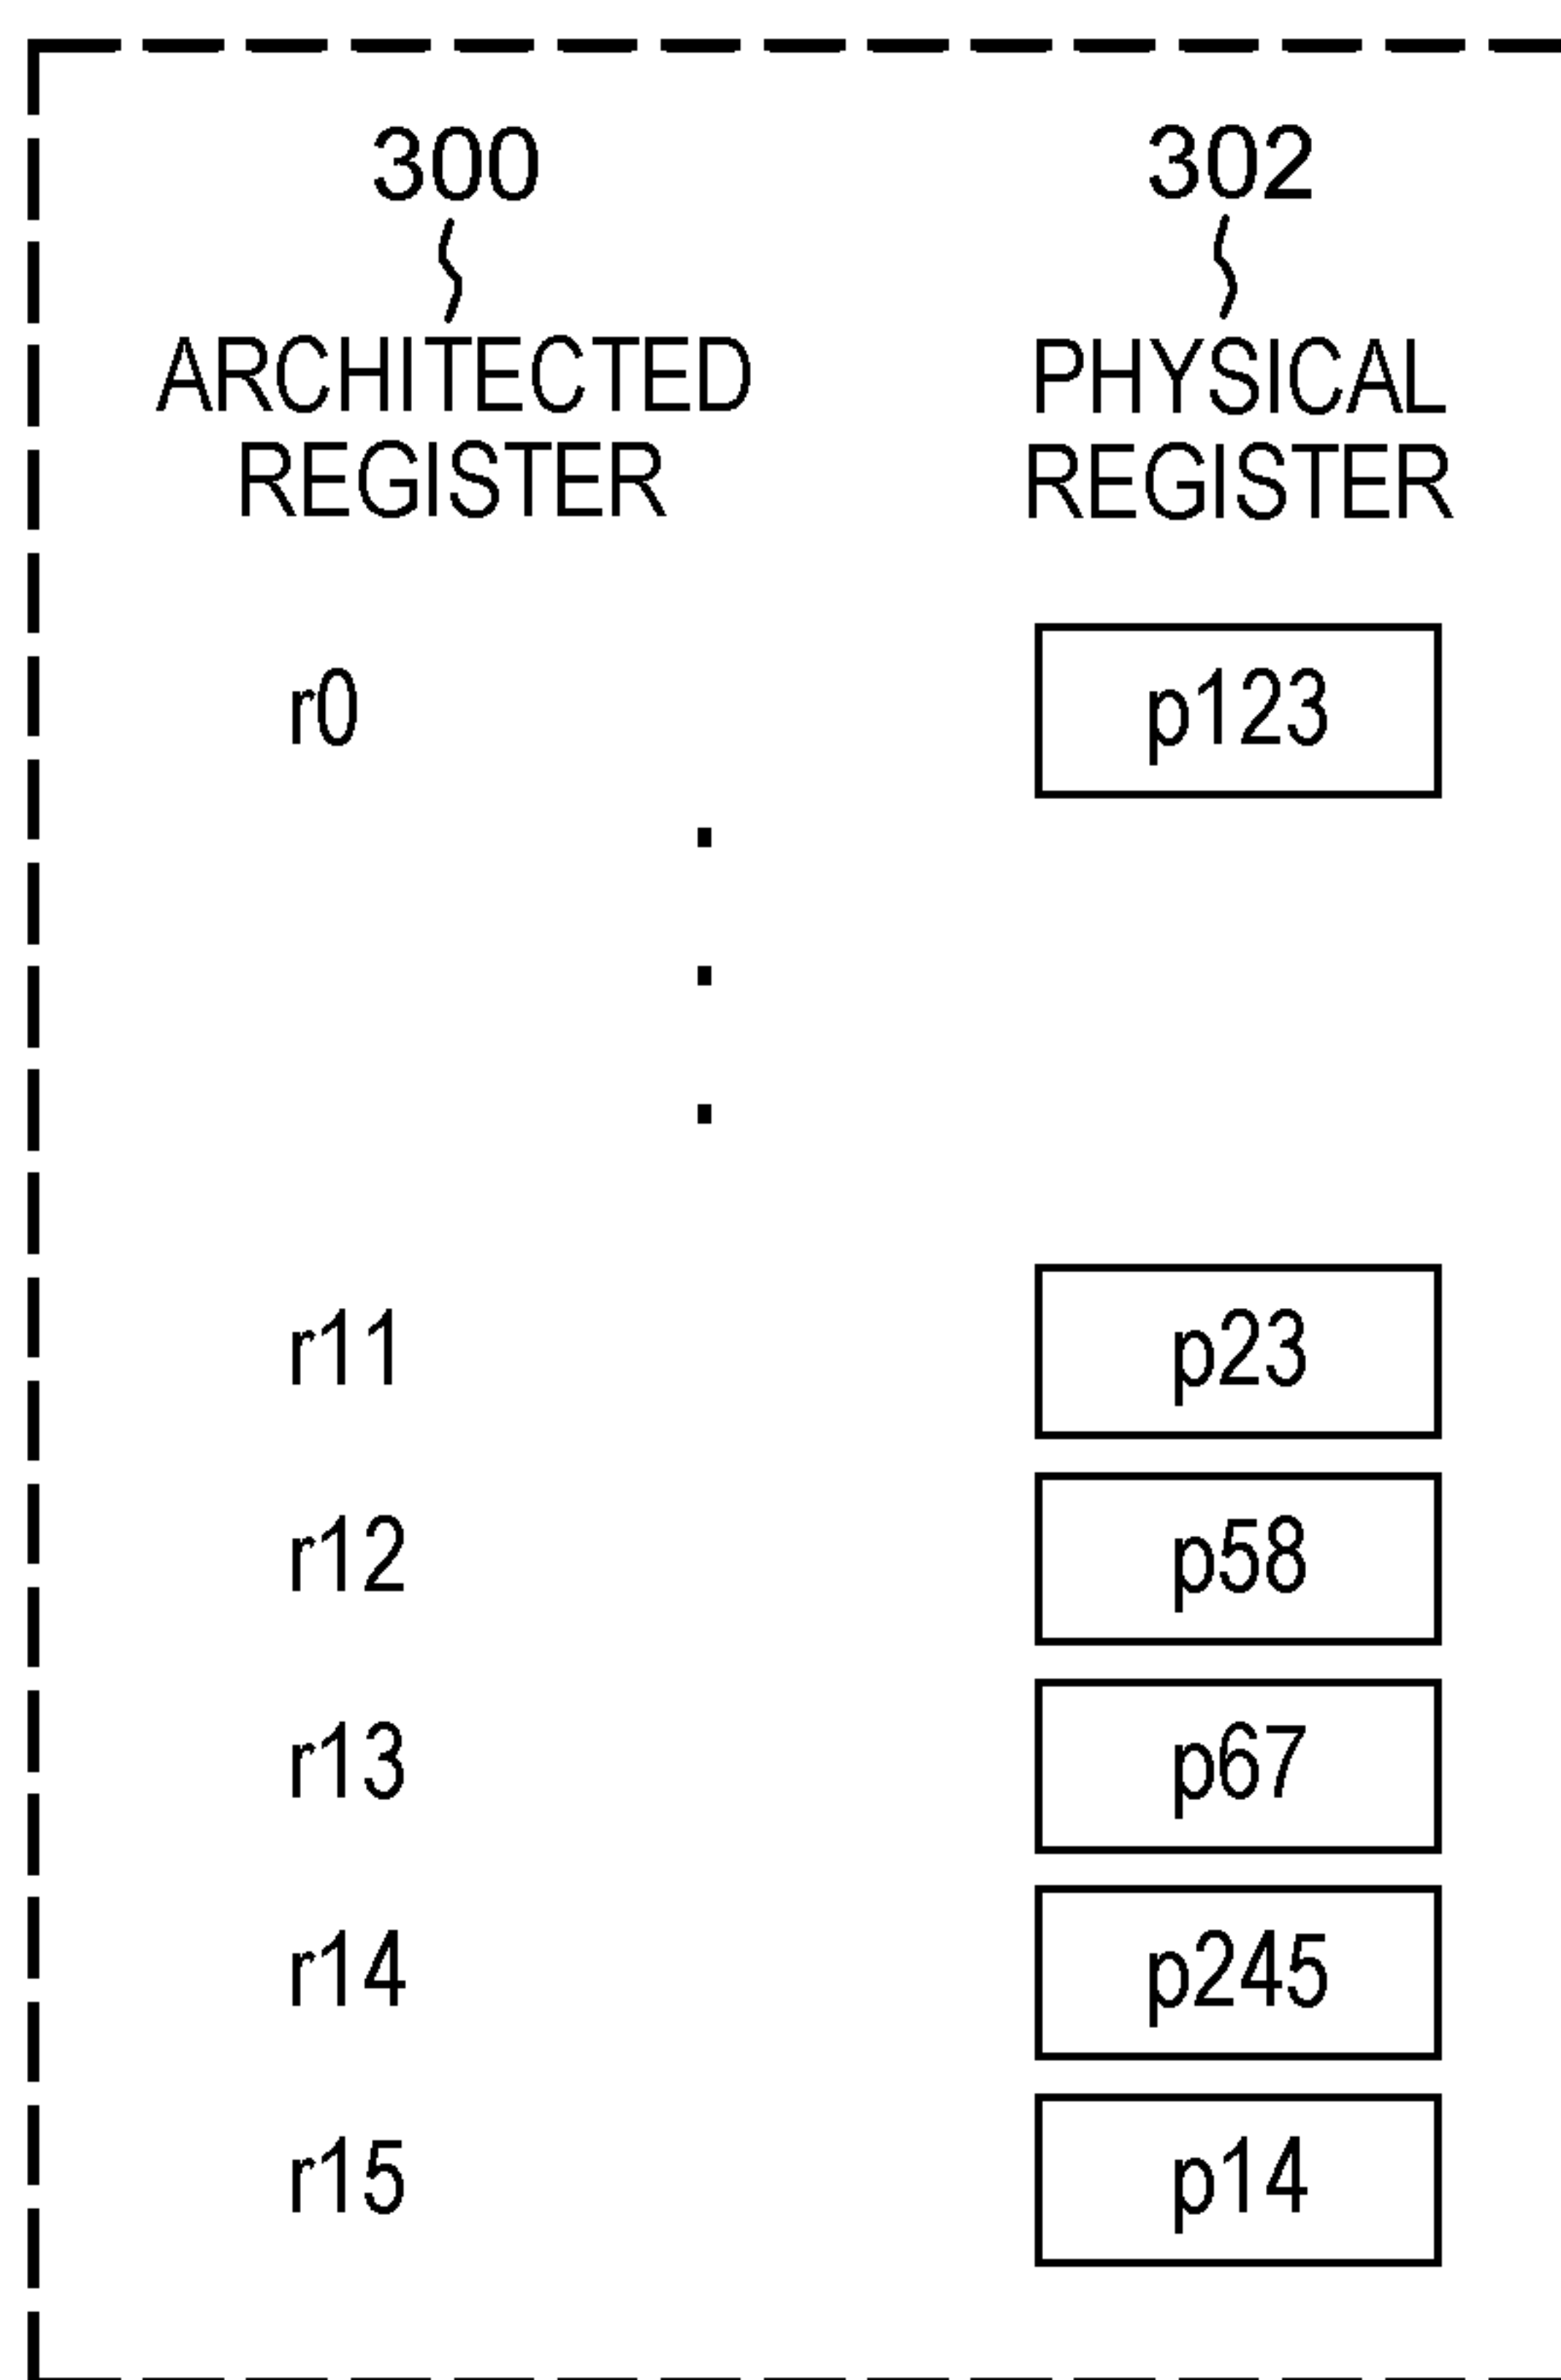 300 302
ARCHITECTED PHYSICAL
REGISTER REGISTER
r0 p123
.
.
.
r11 p23
r12 p58
r13 p67
r14 p245
r15 p14